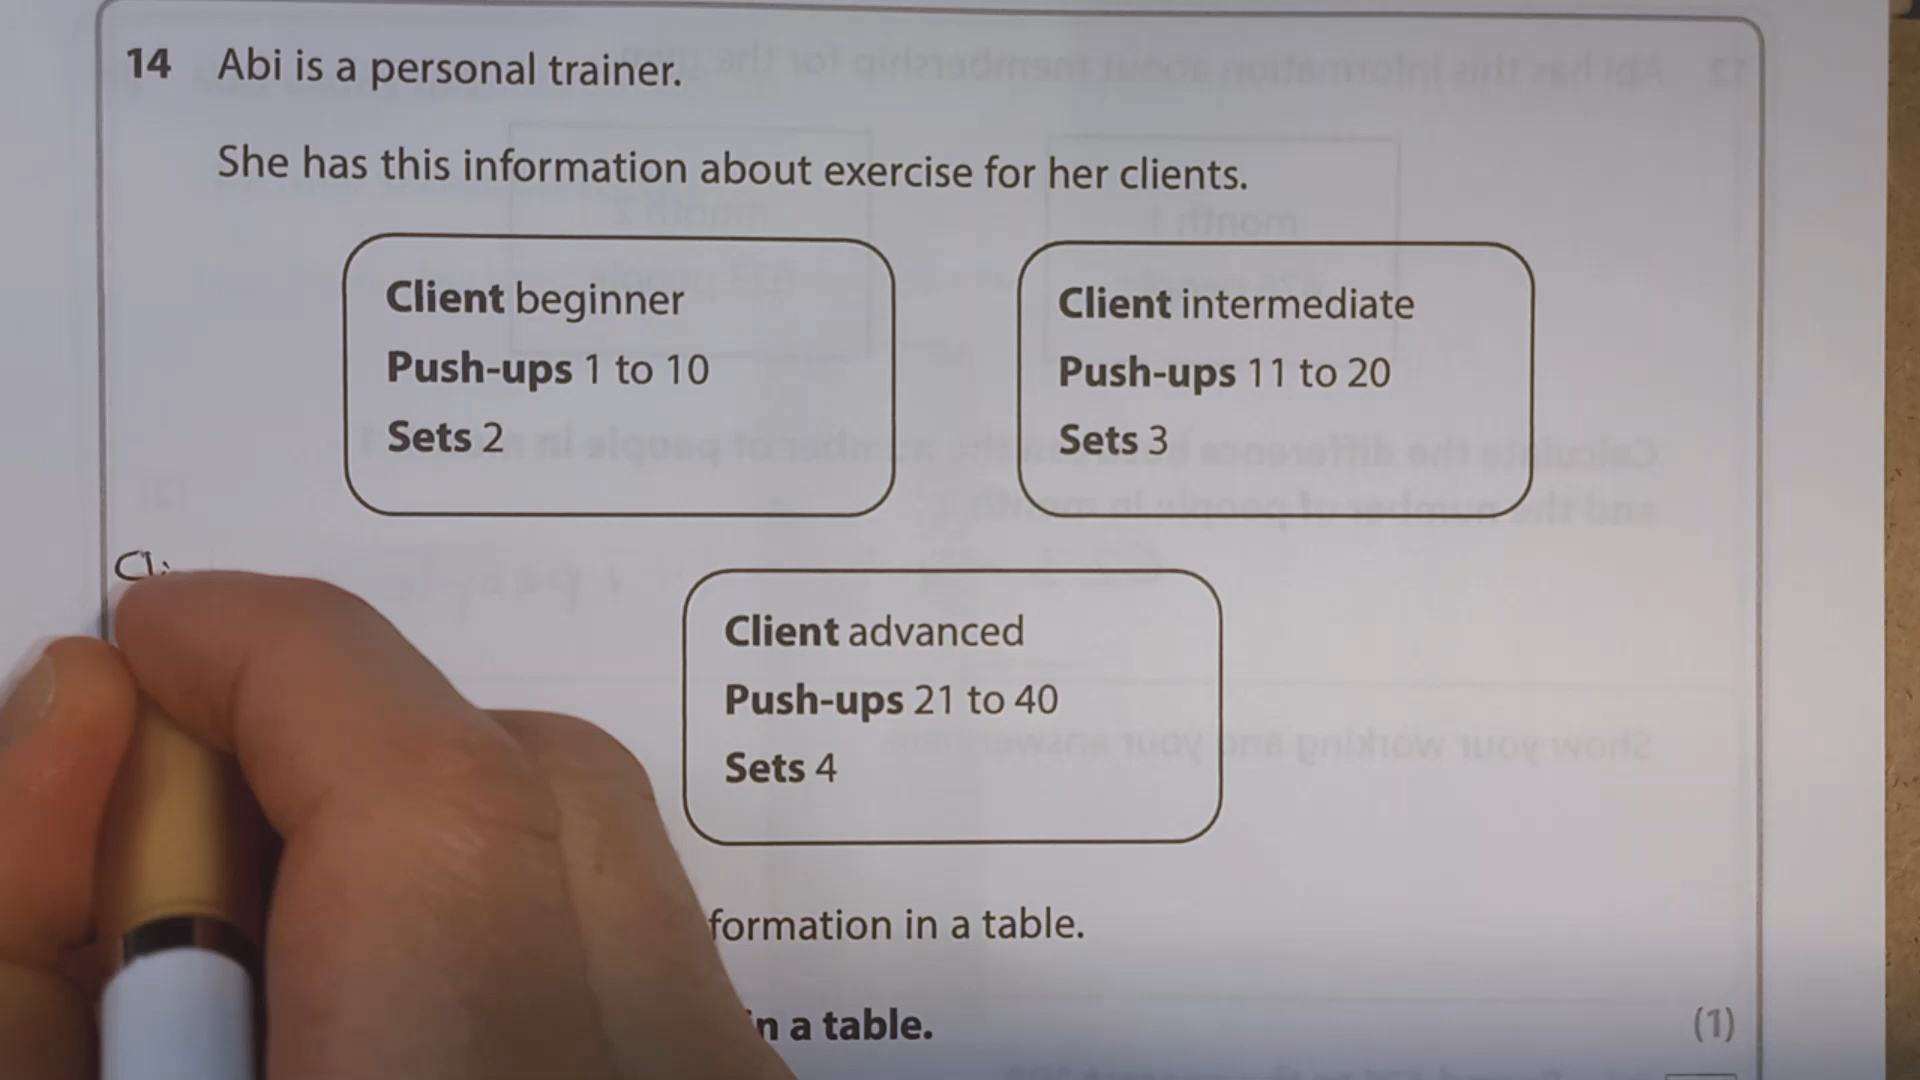 14 Abi is a personal trainer.
She has this information about exercise for her clients.
Client beginner
Push-ups 1 to 10
Sets 2
Client intermediate
Push-ups 11 to 20
Sets 3
Cli
Client advanced
Push-ups 21 to 40
Sets 4
formation in a table.
n a table.
(1)